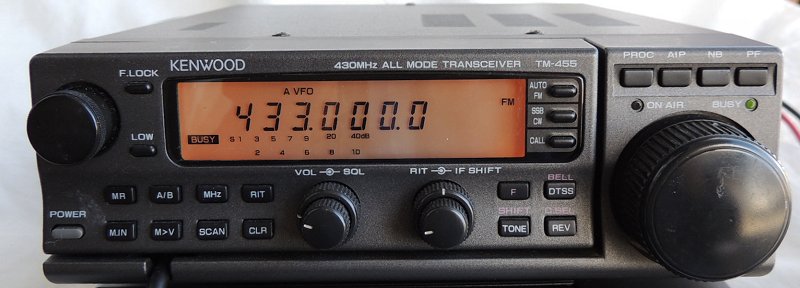 PROC AIP NB PF
KENWOOD 430MHz ALL MODE TRANSCEIVER TM-455
F.LOCK
A VFO
AUTO FM
433.000.0 FM
ON AIR BUSY
SSB CW
LOW
BUSY S1 3 5 7 9 20 40dB
CALL
2 4 6 8 10
VOL SQL RIT IF SHIFT
BELL
MR A/B MHz RIT F DTSS
POWER
SHIFT
M.IN M>V SCAN CLR TONE REV